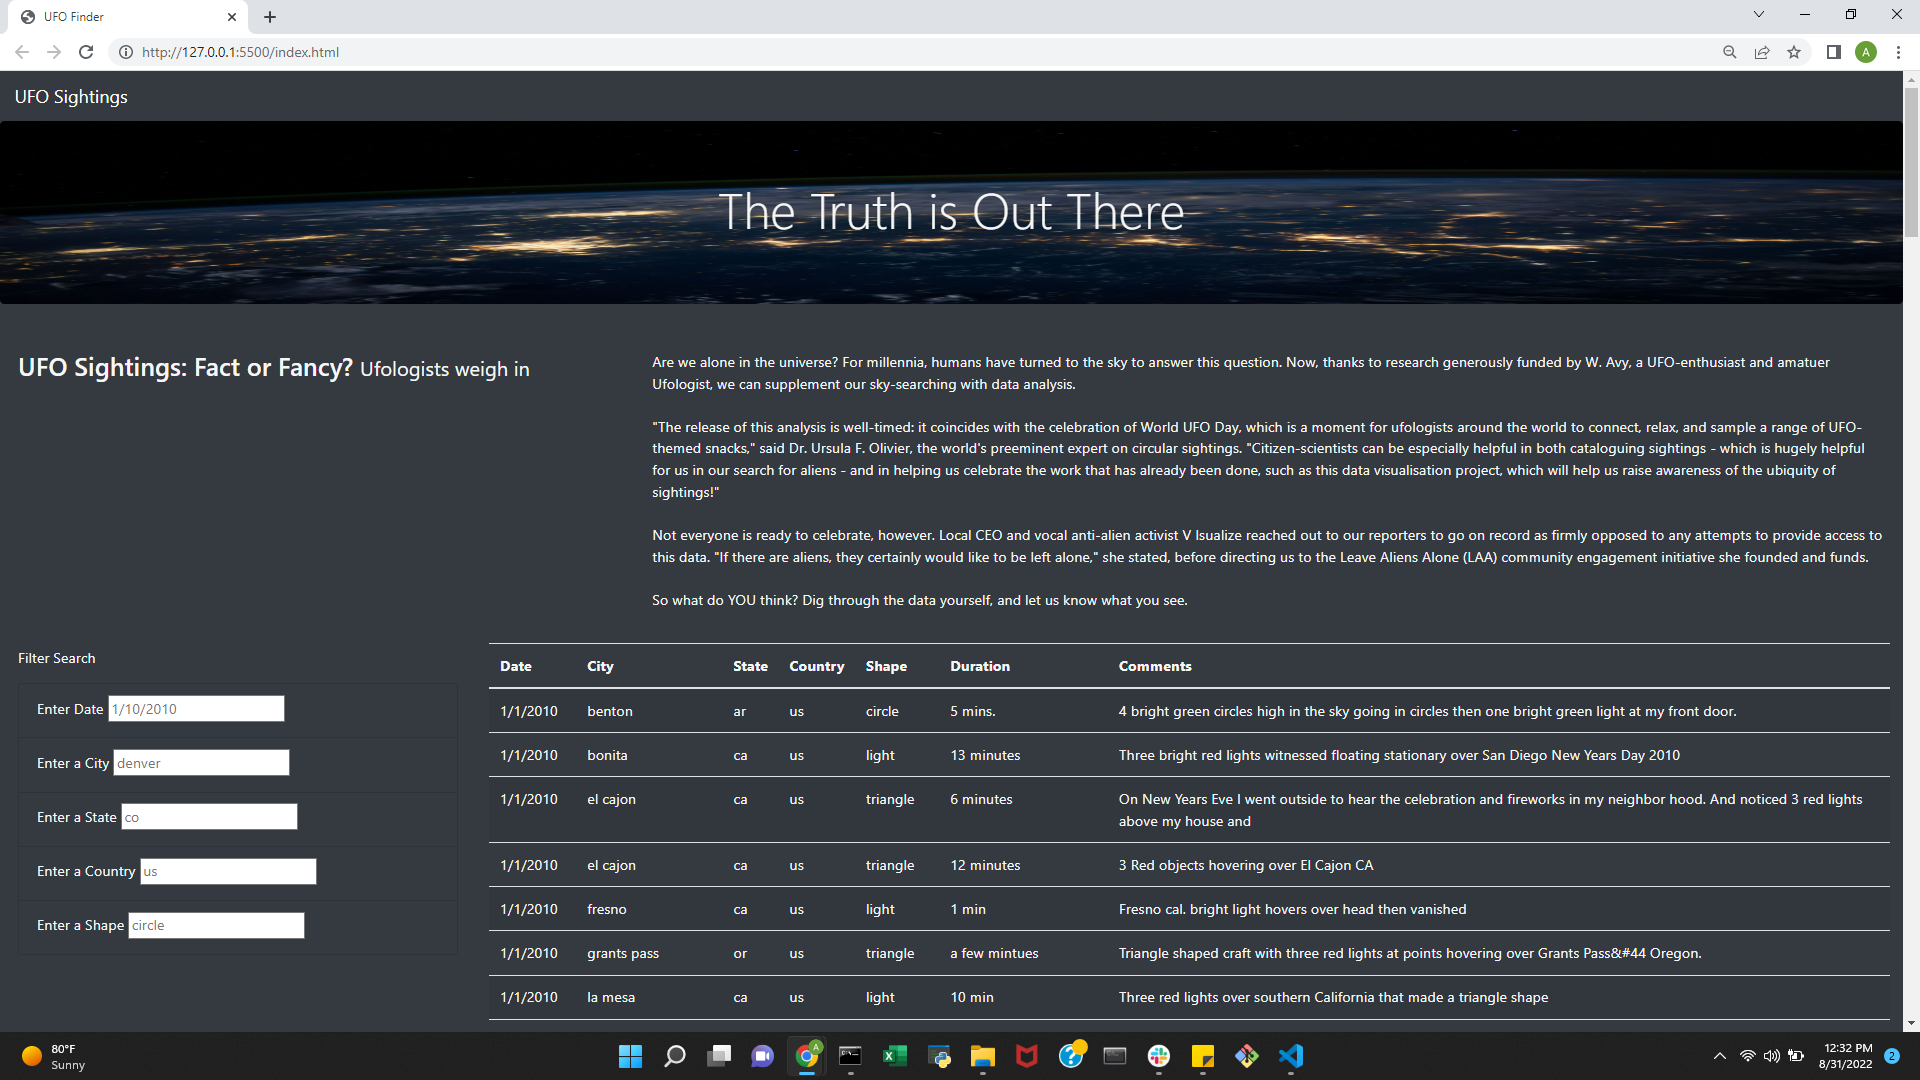 UFO Finder
http://127.0.0.1:5500/index.html
A
UFO Sightings
The Truth is Out There
UFO Sightings: Fact or Fancy? Ufologists weigh in
Are we alone in the universe? For millennia, humans have turned to the sky to answer this question. Now, thanks to research generously funded by W. Avy, a UFO-enthusiast and amatuer
Ufologist, we can supplement our sky-searching with data analysis.
"The release of this analysis is well-timed: it coincides with the celebration of World UFO Day, which is a moment for ufologists around the world to connect, relax, and sample a range of UFO-
themed snacks," said Dr. Ursula F. Olivier, the world's preeminent expert on circular sightings. "Citizen-scientists can be especially helpful in both cataloguing sightings - which is hugely helpful
for us in our search for aliens - and in helping us celebrate the work that has already been done, such as this data visualisation project, which will help us raise awareness of the ubiquity of
sightings!"
Not everyone is ready to celebrate, however. Local CEO and vocal anti-alien activist V Isualize reached out to our reporters to go on record as firmly opposed to any attempts to provide access to
this data. "If there are aliens, they certainly would like to be left alone," she stated, before directing us to the Leave Aliens Alone (LAA) community engagement initiative she founded and funds.
So what do YOU think? Dig through the data yourself, and let us know what you see.
Filter Search
Enter Date 1/10/2010
Enter a City denver
Enter a State co
Enter a Country us
Enter a Shape circle
Date City State Country Shape Duration Comments
1/1/2010 benton ar us circle 5 mins. 4 bright green circles high in the sky going in circles then one bright green light at my front door.
1/1/2010 bonita ca us light 13 minutes Three bright red lights witnessed floating stationary over San Diego New Years Day 2010
1/1/2010 el cajon ca us triangle 6 minutes On New Years Eve I went outside to hear the celebration and fireworks in my neighbor hood. And noticed 3 red lights
above my house and
1/1/2010 el cajon ca us triangle 12 minutes 3 Red objects hovering over El Cajon CA
1/1/2010 fresno ca us light 1 min Fresno cal. bright light hovers over head then vanished
1/1/2010 grants pass or us triangle a few mintues Triangle shaped craft with three red lights at points hovering over Grants Pass&#44 Oregon.
1/1/2010 la mesa ca us light 10 min Three red lights over southern California that made a triangle shape
80°F
Sunny
A
12:32 PM
8/31/2022
2